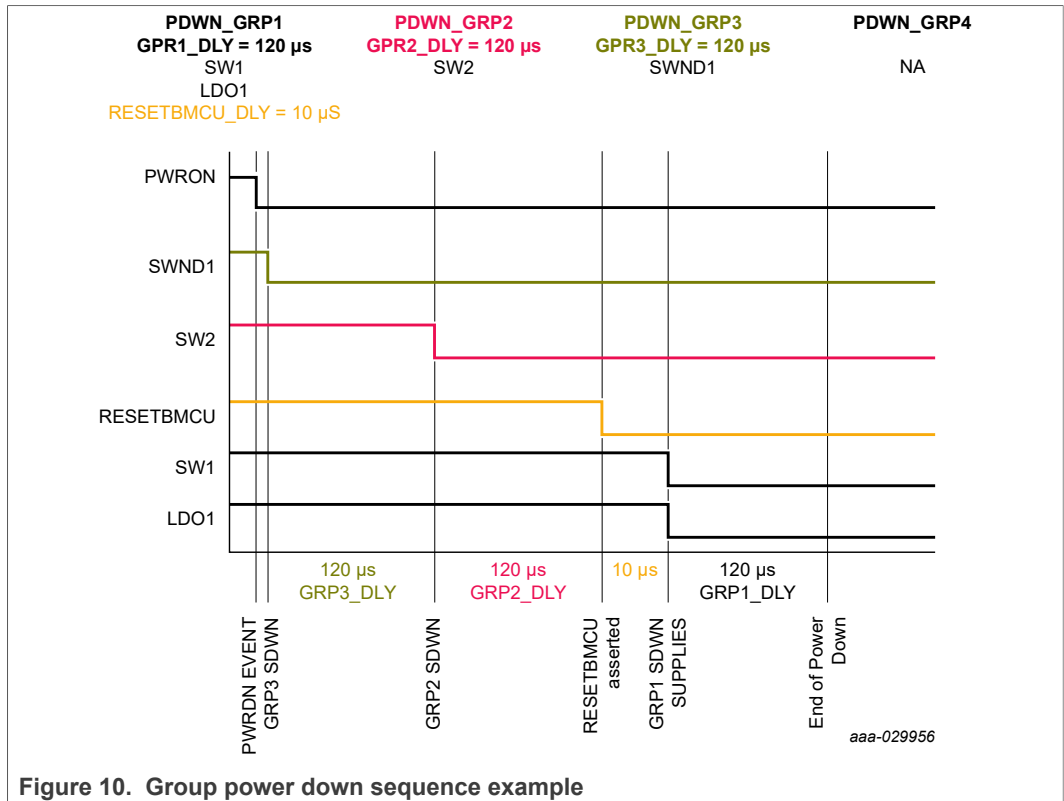 PDWN_GRP1 PDWN_GRP2 PDWN_GRP3 PDWN_GRP4
GPR1_DLY = 120 µs GPR2_DLY = 120 µs GPR3_DLY = 120 µs
SW1 SW2 SWND1 NA
LDO1
RESETBMCU_DLY = 10 µS
PWRON
SWND1
SW2
RESETBMCU
SW1
LDO1
120 µs 120 µs 10 µs 120 µs
GRP3_DLY GRP2_DLY GRP1_DLY
PWRDN EVENT
GRP3 SDWN
GRP2 SDWN
RESETBMCU
asserted
GRP1 SDWN
SUPPLIES
End of Power
Down
aaa-029956
Figure 10. Group power down sequence example